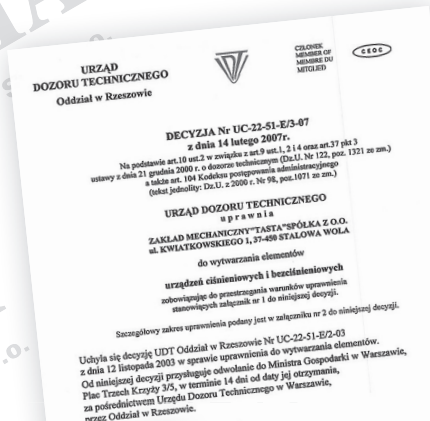 URZĄD
DOZORU TECHNICZNEGO
Oddział w Rzeszowie
UDT
CZŁONEK
MEMBER OF
MEMBRE DU
MITGLIED
CEOC
DECYZJA Nr UC-22-51-E/3-07
z dnia 14 lutego 2007r.
Na podstawie art.10 ust.2 w związku z art.9 ust.1, 2 i 4 oraz art.37 pkt 3
ustawy z dnia 21 grudnia 2000 r. o dozorze technicznym (Dz.U. Nr 122, poz. 1321 ze zm.)
a także art. 104 Kodeksu postępowania administracyjnego
(tekst jednolity: Dz.U. z 2000 r. Nr 98, poz.1071 ze zm.)
URZĄD DOZORU TECHNICZNEGO
uprawnia
ZAKŁAD MECHANICZNY"TASTA"SPÓŁKA Z O.O.
ul. KWIATKOWSKIEGO 1, 37-450 STALOWA WOLA
do wytwarzania elementów
urządzeń ciśnieniowych i bezciśnieniowych
zobowiązując do przestrzegania warunków uprawnienia
stanowiących załącznik nr 1 do niniejszej decyzji.
Szczegółowy zakres uprawnienia podany jest w załączniku nr 2 do niniejszej decyzji.
Uchyla się decyzję UDT Oddział w Rzeszowie Nr UC-22-51-E/2-03
z dnia 12 listopada 2003 w sprawie uprawnienia do wytwarzania elementów.
Od niniejszej decyzji przysługuje odwołanie do Ministra Gospodarki w Warszawie,
Plac Trzech Krzyży 3/5, w terminie 14 dni od daty jej otrzymania,
za pośrednictwem Urzędu Dozoru Technicznego w Warszawie,
przez Oddział w Rzeszowie.